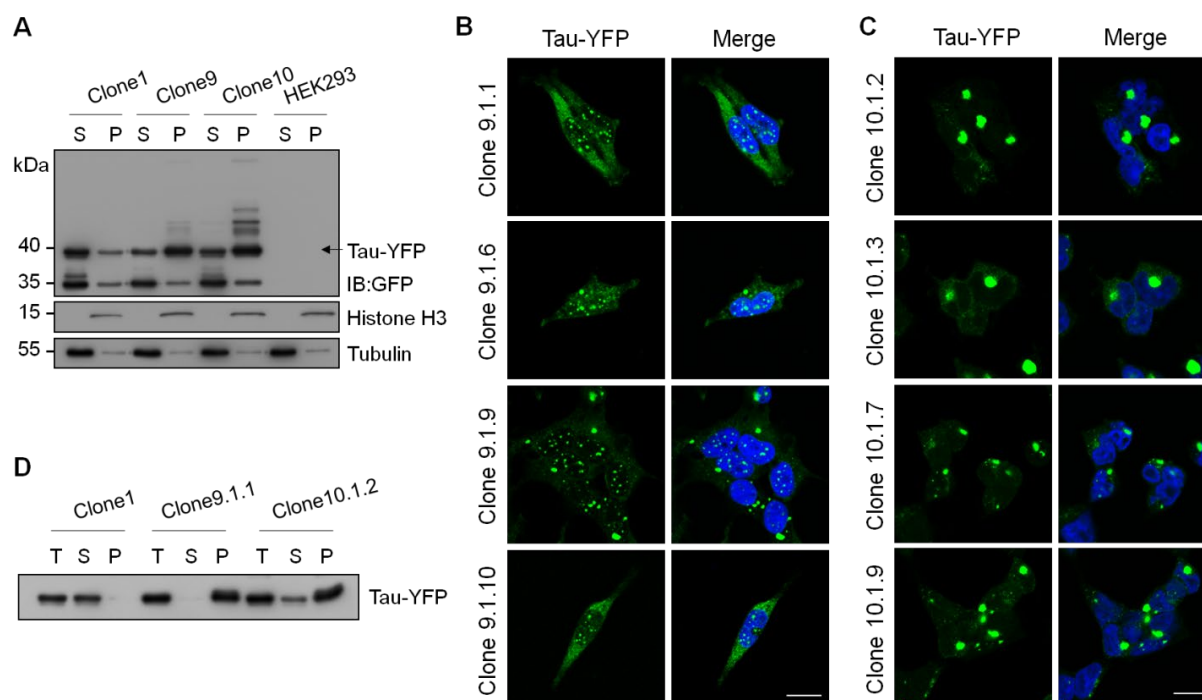 A
Clone1 Clone9 Clone10 HEK293
S P S P S P S P
kDa
40 Tau-YFP
35 IB:GFP
15 Histone H3
55 Tubulin
B
Tau-YFP Merge
Clone 9.1.1
Clone 9.1.6
Clone 9.1.9
Clone 9.1.10
C
Tau-YFP Merge
Clone 10.1.2
Clone 10.1.3
Clone 10.1.7
Clone 10.1.9
D
Clone1 Clone9.1.1 Clone10.1.2
T S P T S P T S P
Tau-YFP